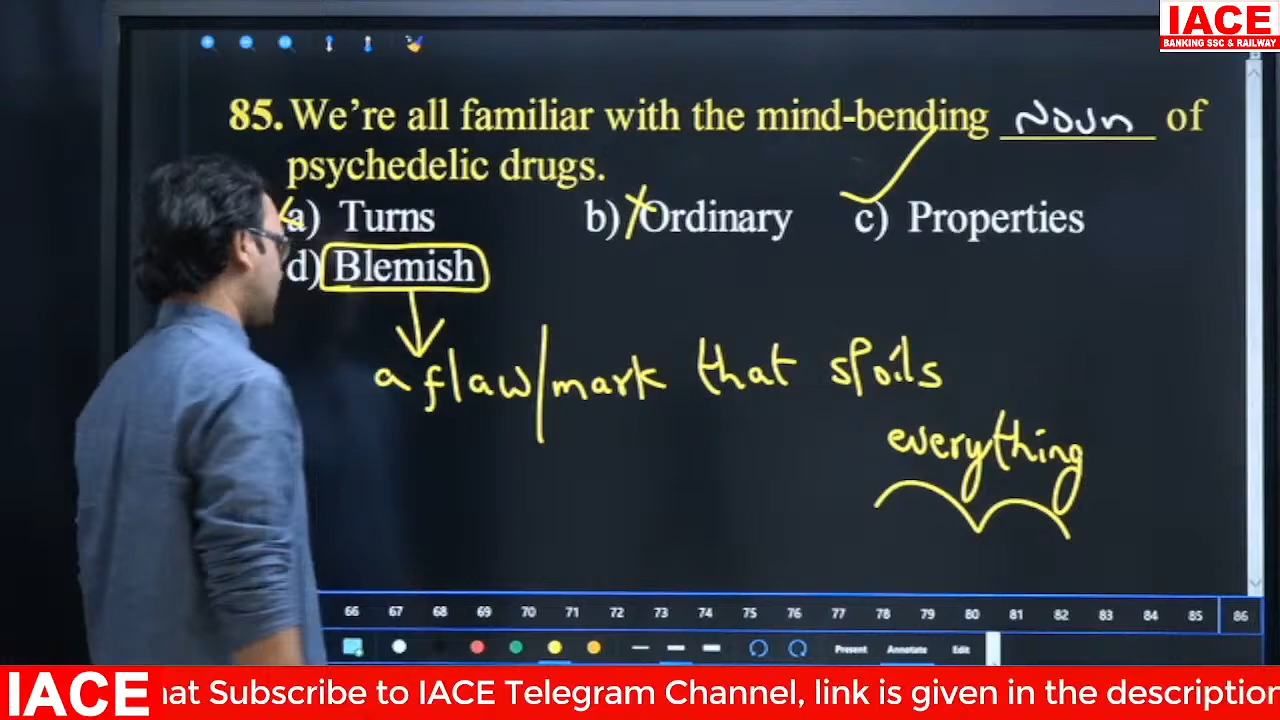 IACE
BANKING SSC & RAILWAY
85. We're all familiar with the mind-bending Noun of
psychedelic drugs.
a) Turns b) Ordinary c) Properties
d) Blemish
a flaw/mark that spoils
everything
66 67 68 69 70 71 72 73 74 75 76 77 78 79 80 81 82 83 84 85 86
Present Annotate Edit
IACE at Subscribe to IACE Telegram Channel, link is given in the description